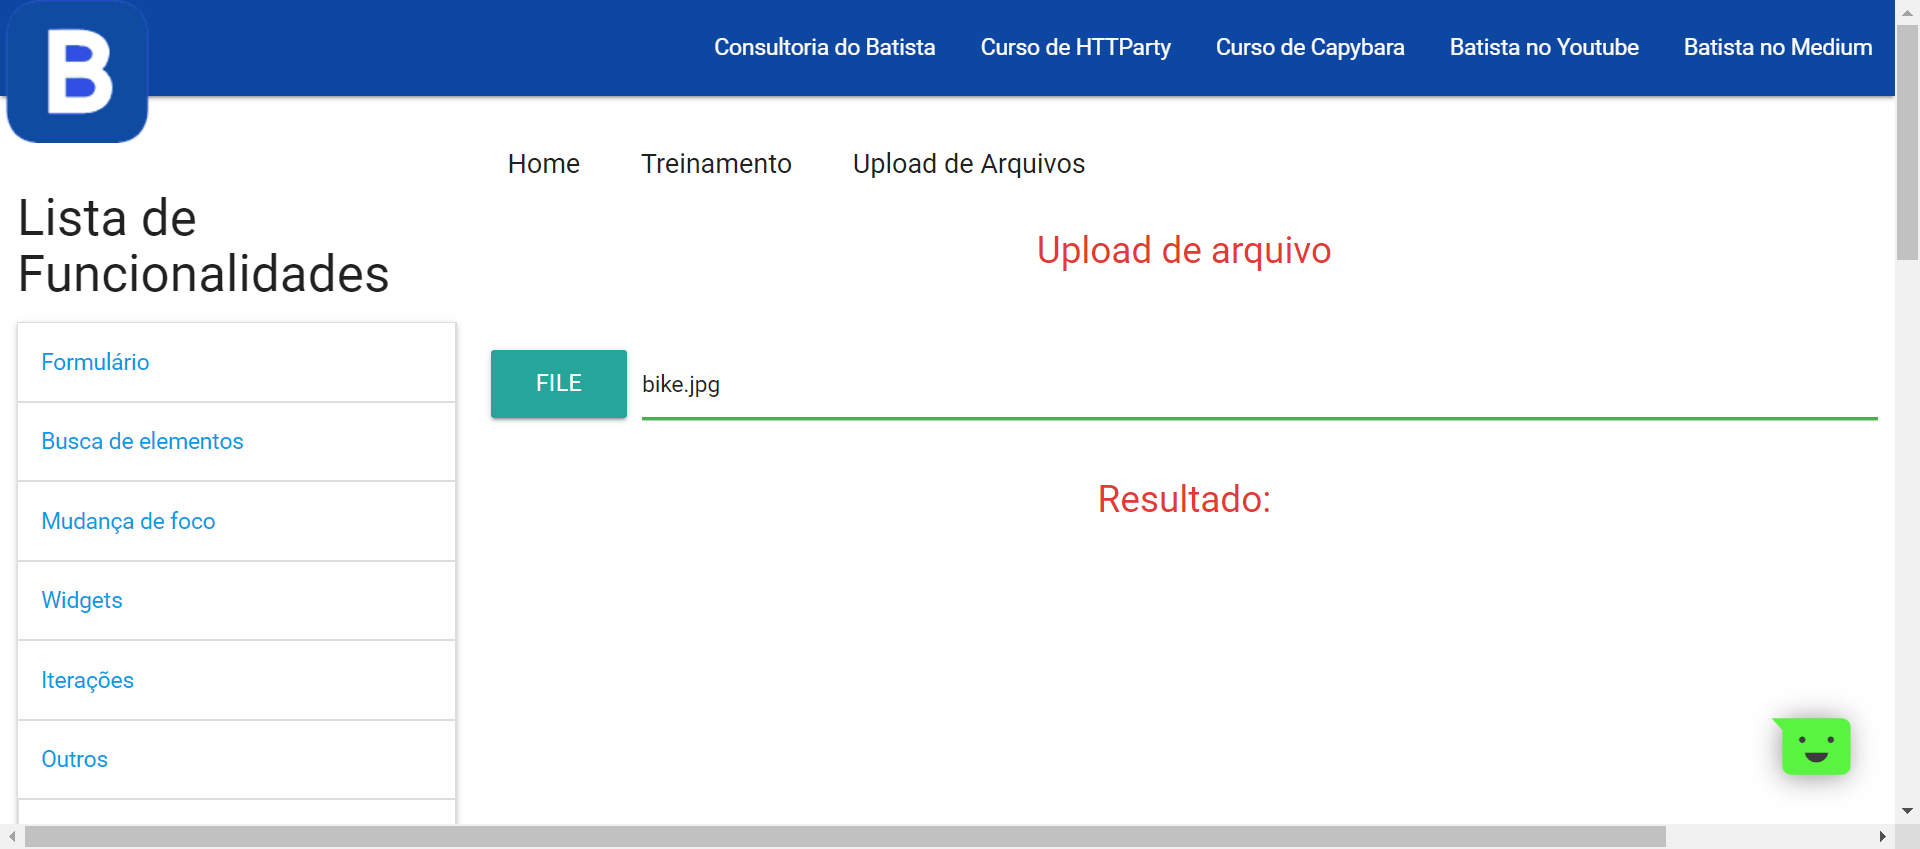 B
Consultoria do Batista
Curso de HTTParty
Curso de Capybara
Batista no Youtube
Batista no Medium
Home
Treinamento
Upload de Arquivos
Lista de
Funcionalidades
Formulário
Busca de elementos
Mudança de foco
Widgets
Iterações
Outros
Upload de arquivo
FILE
bike.jpg
Resultado: